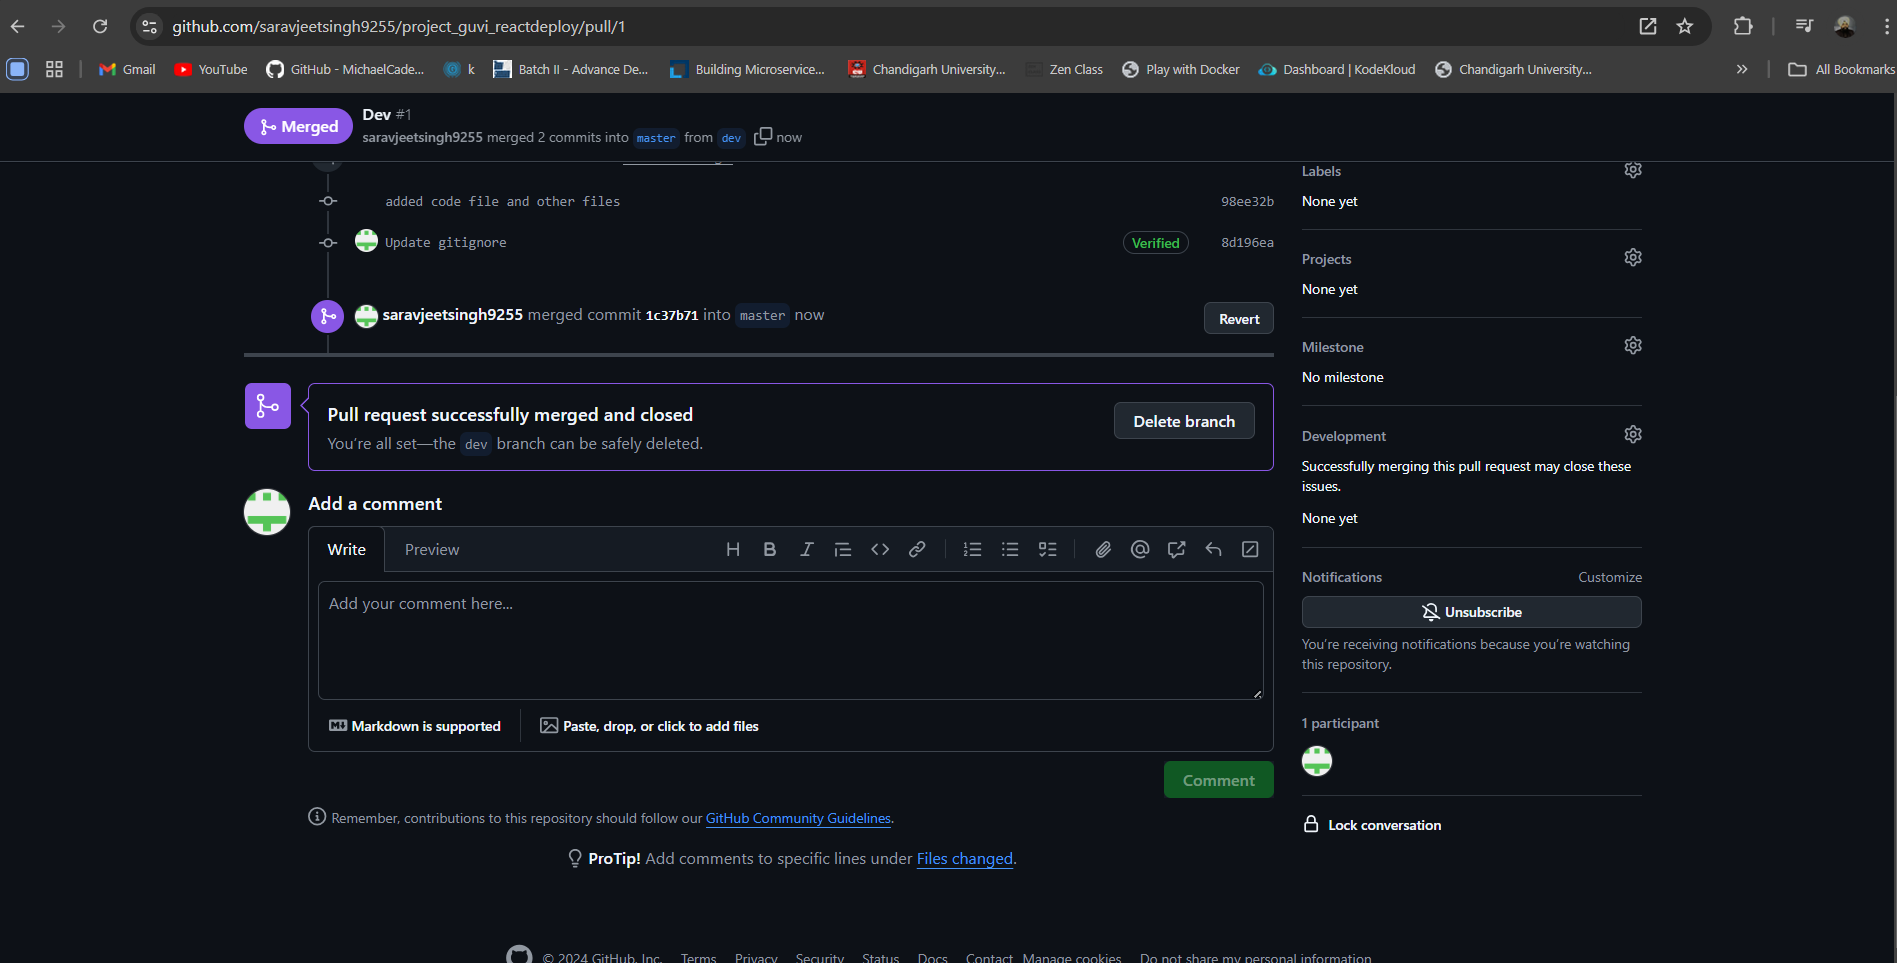 github.com/saravjeetsingh9255/project_guvi_reactdeploy/pull/1
Gmail YouTube GitHub - MichaelCade... k Batch II - Advance De... Building Microservice... Chandigarh University... Zen Class Play with Docker Dashboard | KodeKloud Chandigarh University... » All Bookmarks
Merged
Dev #1
saravjeetsingh9255 merged 2 commits into master from dev now
added code file and other files 98ee32b
Update gitignore Verified 8d196ea
saravjeetsingh9255 merged commit 1c37b71 into master now Revert
Pull request successfully merged and closed
You're all set—the dev branch can be safely deleted.
Delete branch
Add a comment
Write Preview
Add your comment here...
Markdown is supported Paste, drop, or click to add files
Comment
Remember, contributions to this repository should follow our GitHub Community Guidelines.
ProTip! Add comments to specific lines under Files changed.
Labels
None yet
Projects
None yet
Milestone
No milestone
Development
Successfully merging this pull request may close these
issues.
None yet
Notifications Customize
Unsubscribe
You're receiving notifications because you're watching
this repository.
1 participant
Lock conversation
© 2024 GitHub, Inc. Terms Privacy Security Status Docs Contact Manage cookies Do not share my personal information